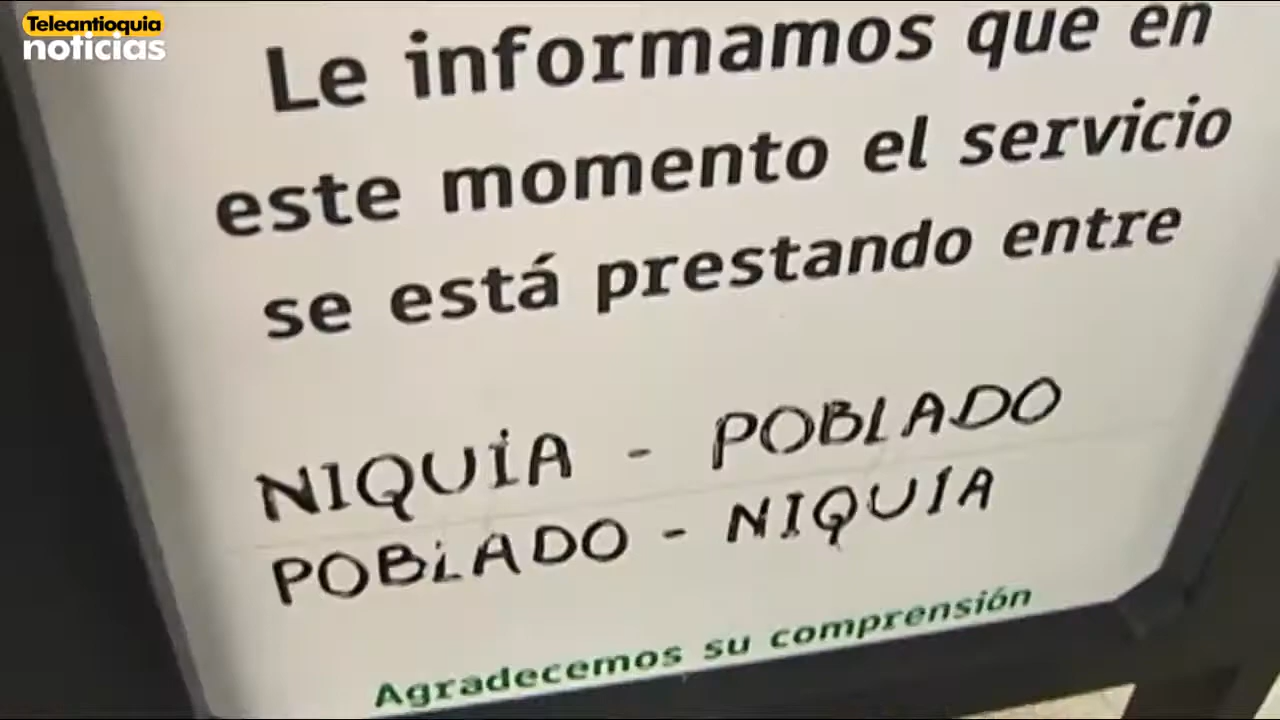 Teleantioquia
noticias
Le informamos que en
este momento el servicio
se está prestando entre
NIQUÍA - POBLADO
POBLADO - NIQUIA
Agradecemos su comprensión